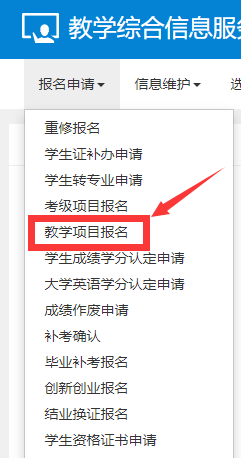 教学综合信息服
报名申请 信息维护 选
重修报名
学生证补办申请
学生转专业申请
考级项目报名
教学项目报名
学生成绩学分认定申请
大学英语学分认定申请
成绩作废申请
补考确认
毕业补考报名
创新创业报名
结业换证报名
学生资格证书申请